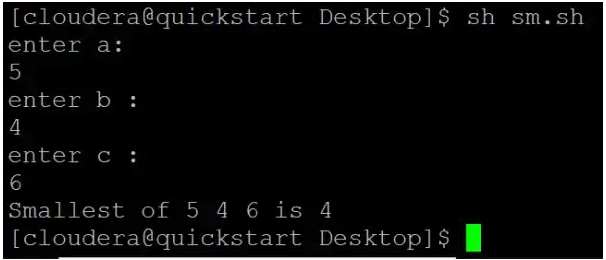 [cloudera@quickstart Desktop]$ sh sm.sh
enter a:
5
enter b :
4
enter c :
6
Smallest of 5 4 6 is 4
[cloudera@quickstart Desktop]$